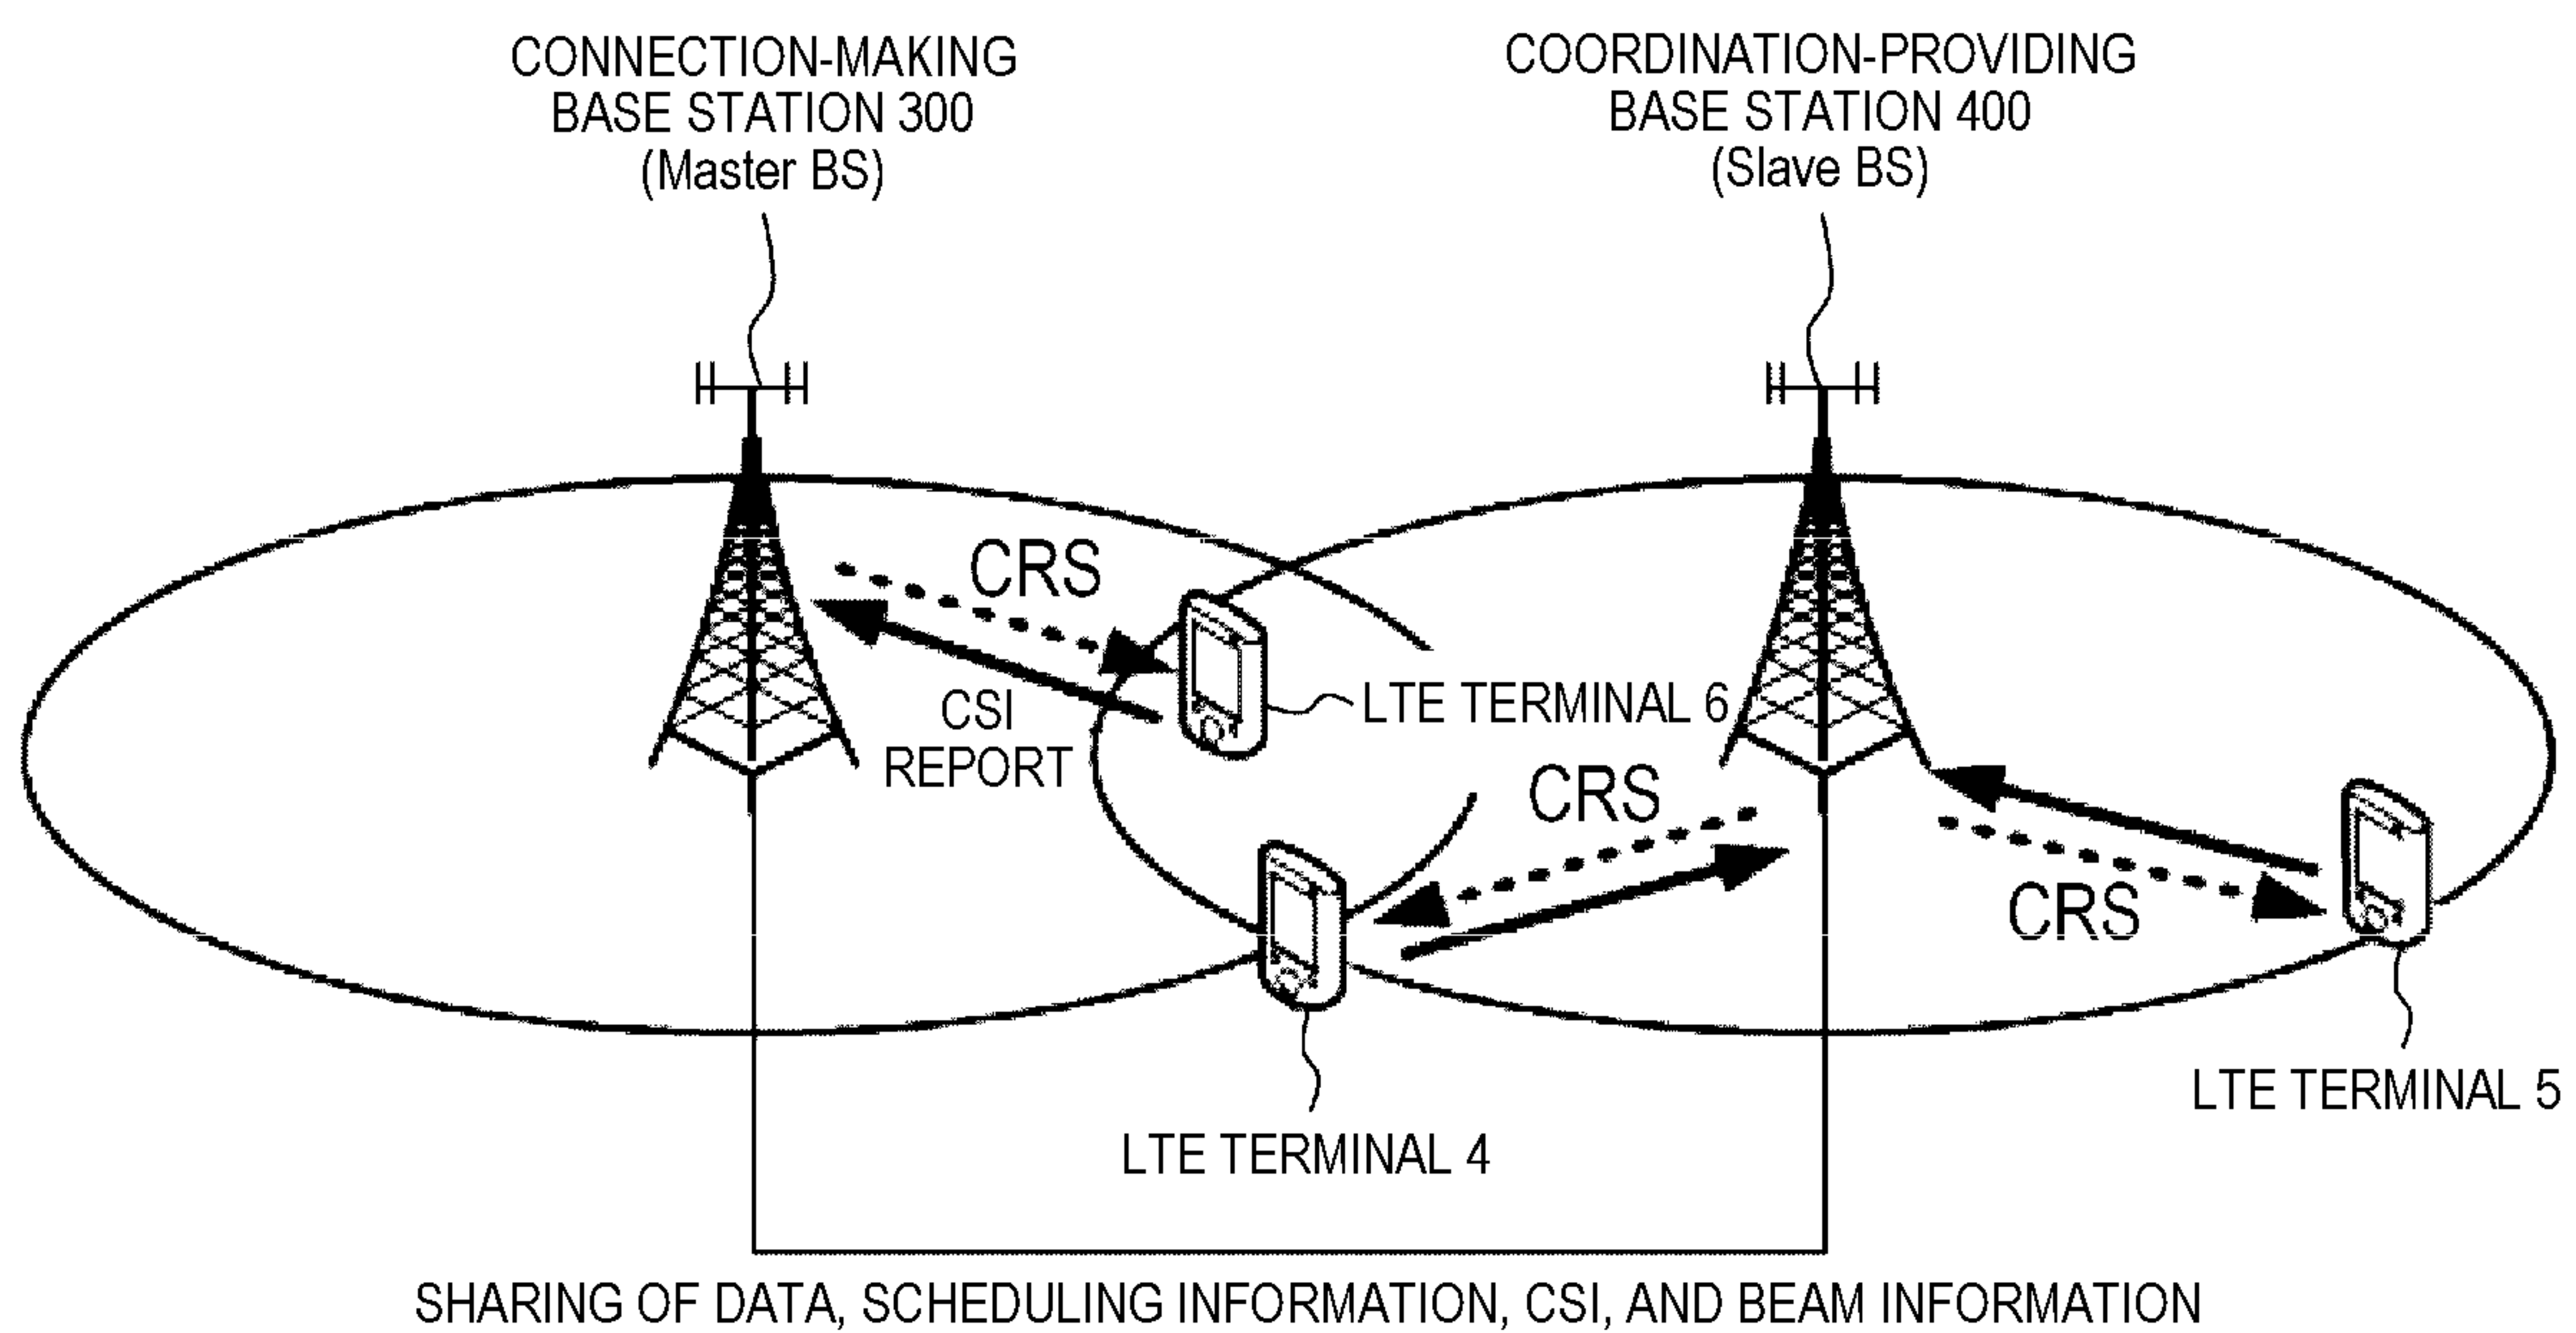 CONNECTION-MAKING
BASE STATION 300
(Master BS)
COORDINATION-PROVIDING
BASE STATION 400
(Slave BS)
CRS
CSI
REPORT
LTE TERMINAL 6
CRS
CRS
LTE TERMINAL 5
LTE TERMINAL 4
SHARING OF DATA, SCHEDULING INFORMATION, CSI, AND BEAM INFORMATION